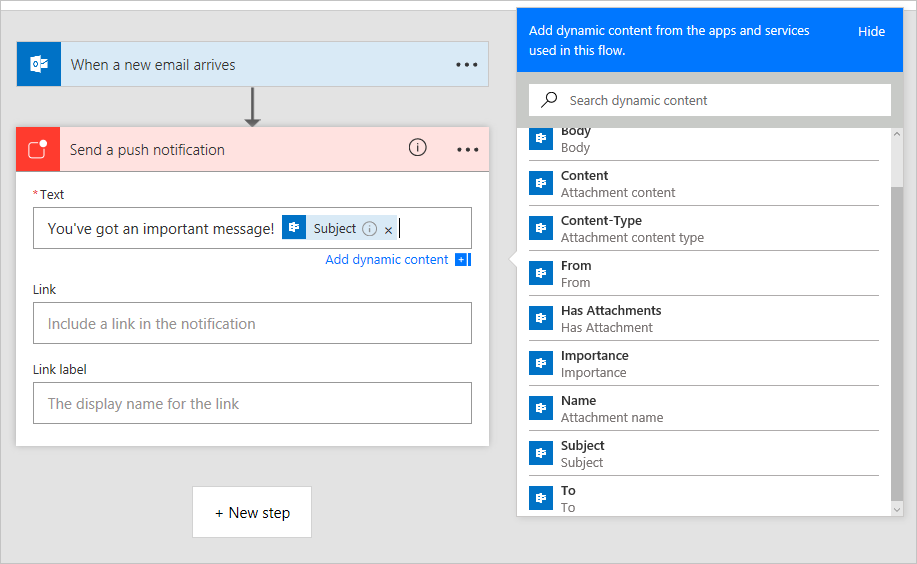 When a new email arrives
Send a push notification
* Text
You've got an important message! Subject
Add dynamic content
Link
Include a link in the notification
Link label
The display name for the link
+ New step
Add dynamic content from the apps and services
used in this flow.
Hide
Search dynamic content
Body
Body
Content
Attachment content
Content-Type
Attachment content type
From
From
Has Attachments
Has Attachment
Importance
Importance
Name
Attachment name
Subject
Subject
To
To